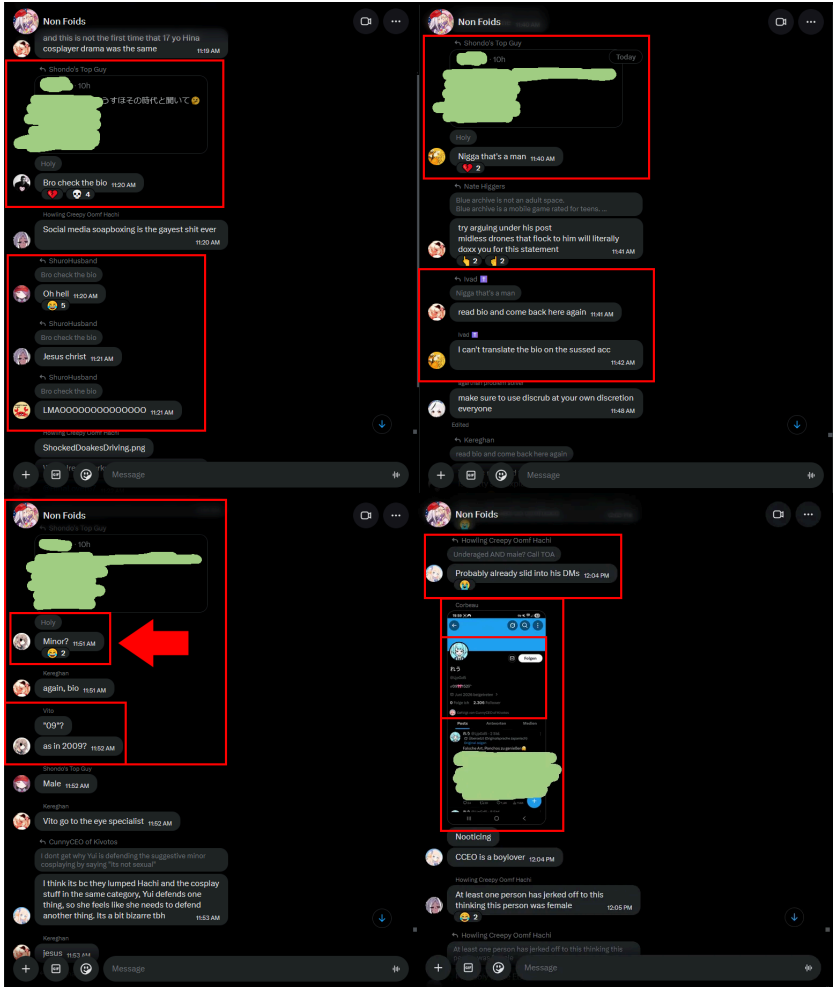 Non Foids
and this is not the first time that 17 yo Hina
cosplayer drama was the same 11:19 AM
Shondo's Top Guy
· 10h
うすほその時代と聞いて
Holy
Bro check the bio 11:20 AM
4
Howling Creepy Oomf Hachi
Social media soapboxing is the gayest shit ever
11:20 AM
ShuroHusband
Bro check the bio
Oh hell 11:20 AM
5
ShuroHusband
Bro check the bio
Jesus christ 11:21 AM
ShuroHusband
Bro check the bio
LMAOOOOOOOOOOOOOO 11:21 AM
Howling Creepy Oomf Hachi
ShockedDoakesDriving.png
GIF
Message
Non Foids
Shondo's Top Guy
· 10h
Today
Holy
Nigga that's a man 11:40 AM
2
Nate Higgers
Blue archive is not an adult space.
Blue archive is a mobile game rated for teens. ...
try arguing under his post
midless drones that flock to him will literally
doxx you for this statement 11:41 AM
2 2
Ivad
Nigga that's a man
read bio and come back here again 11:41 AM
Ivad
I can't translate the bio on the sussed acc
11:42 AM
make sure to use discrub at your own discretion
everyone 11:48 AM
Edited
Kereghan
read bio and come back here again
GIF
Message
Non Foids
Shondo's Top Guy
· 10h
Holy
Minor? 11:51 AM
2
Kereghan
again, bio 11:51 AM
Vito
"09"?
as in 2009? 11:52 AM
Shondo's Top Guy
Male 11:52 AM
Kereghan
Vito go to the eye specialist 11:52 AM
CunnyCEO of Kivotos
I dont get why Yui is defending the suggestive minor
cosplaying by saying "its not sexual"
I think its bc they lumped Hachi and the cosplay
stuff in the same category, Yui defends one
thing, so she feels like she needs to defend
another thing. Its a bit bizarre tbh 11:53 AM
Kereghan
jesus 11:53 AM
GIF
Message
Non Foids
Howling Creepy Oomf Hachi
Underaged AND male? Call TOA
Probably already slid into his DMs 12:04 PM
Corbeau
Folgen
れう
Posts Antworten Medien
Nooticing
CCEO is a boylover 12:04 PM
Howling Creepy Oomf Hachi
At least one person has jerked off to this
thinking this person was female 12:05 PM
2
Howling Creepy Oomf Hachi
At least one person has jerked off to this thinking this
GIF
Message